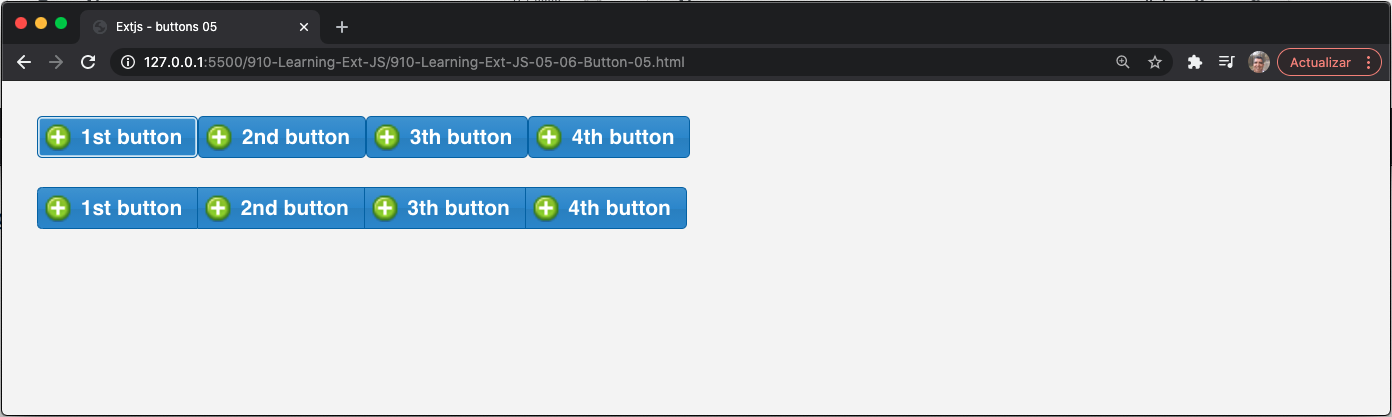 Extjs - buttons 05
127.0.0.1:5500/910-Learning-Ext-JS/910-Learning-Ext-JS-05-06-Button-05.html
Actualizar
1st button 2nd button 3th button 4th button
1st button 2nd button 3th button 4th button